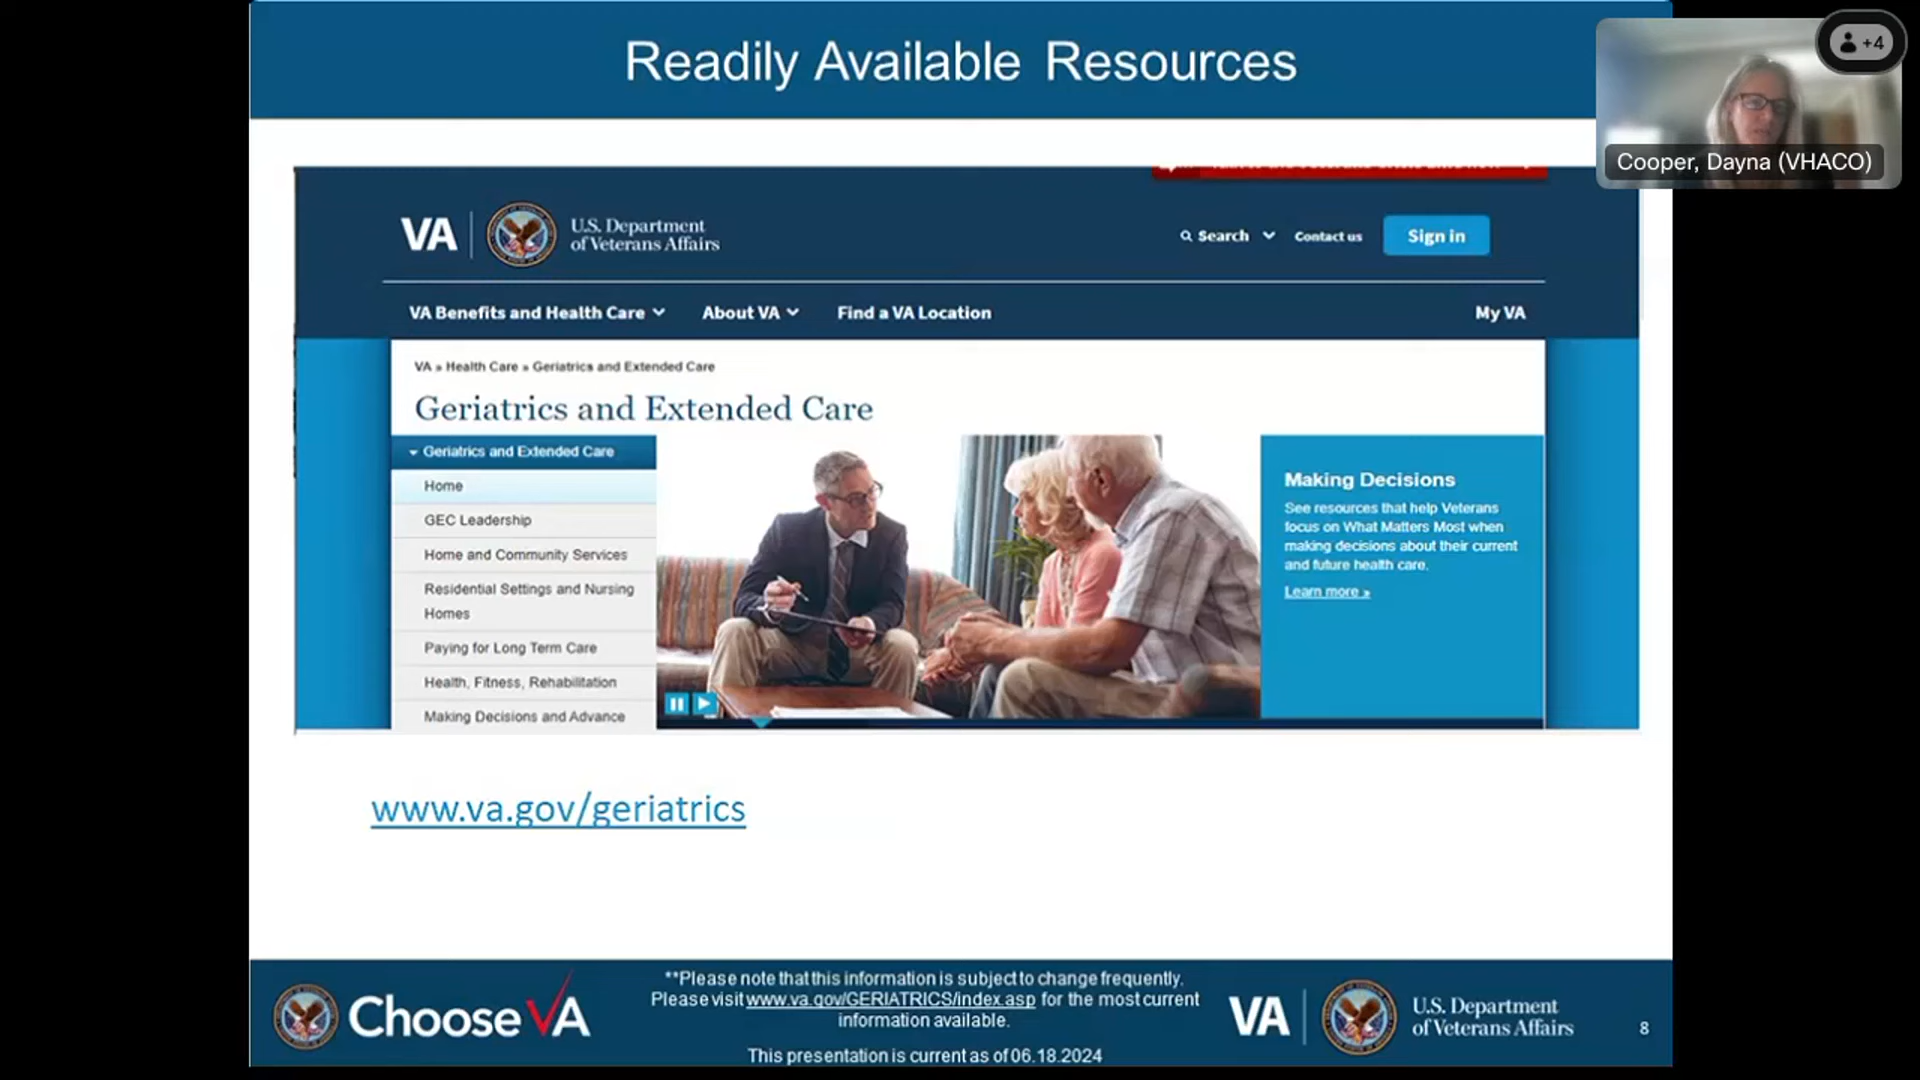 Readily Available Resources
+4
Cooper, Dayna (VHACO)
VA
U.S. Department
of Veterans Affairs
Search
Contact us
Sign in
VA Benefits and Health Care
About VA
Find a VA Location
My VA
VA » Health Care » Geriatrics and Extended Care
Geriatrics and Extended Care
Geriatrics and Extended Care
Home
GEC Leadership
Home and Community Services
Residential Settings and Nursing
Homes
Paying for Long Term Care
Health, Fitness, Rehabilitation
Making Decisions and Advance
Making Decisions
See resources that help Veterans
focus on What Matters Most when
making decisions about their current
and future health care.
Learn more »
www.va.gov/geriatrics
Choose VA
**Please note that this information is subject to change frequently.
Please visit www.va.gov/GERIATRICS/index.asp for the most current
information available.
This presentation is current as of 06.18.2024
VA
U.S. Department
of Veterans Affairs
8